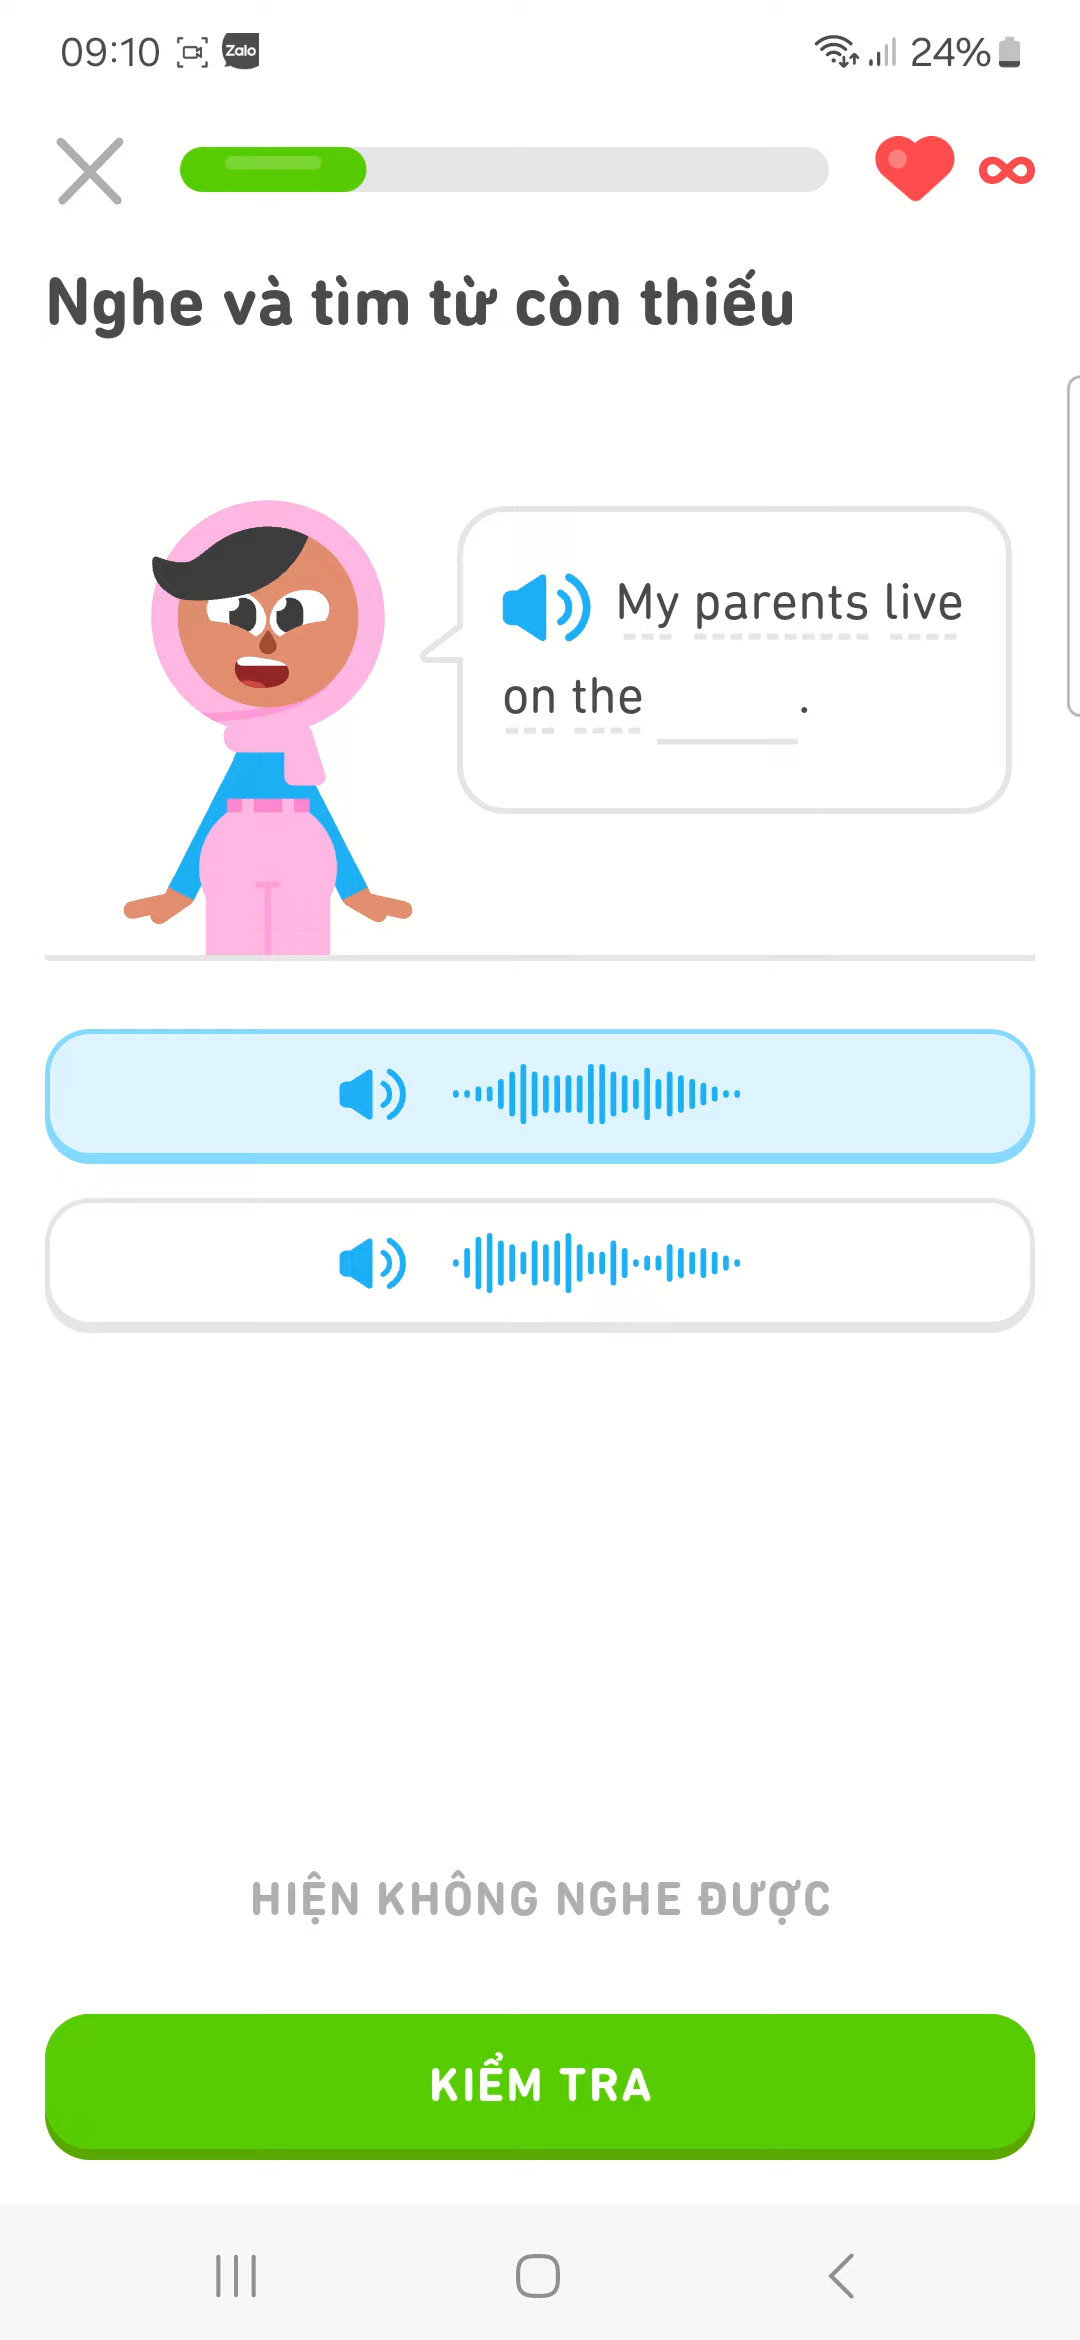 09:10 Zalo 24%
Nghe và tìm từ còn thiếu
My parents live
on the .
HIỆN KHÔNG NGHE ĐƯỢC
KIỂM TRA